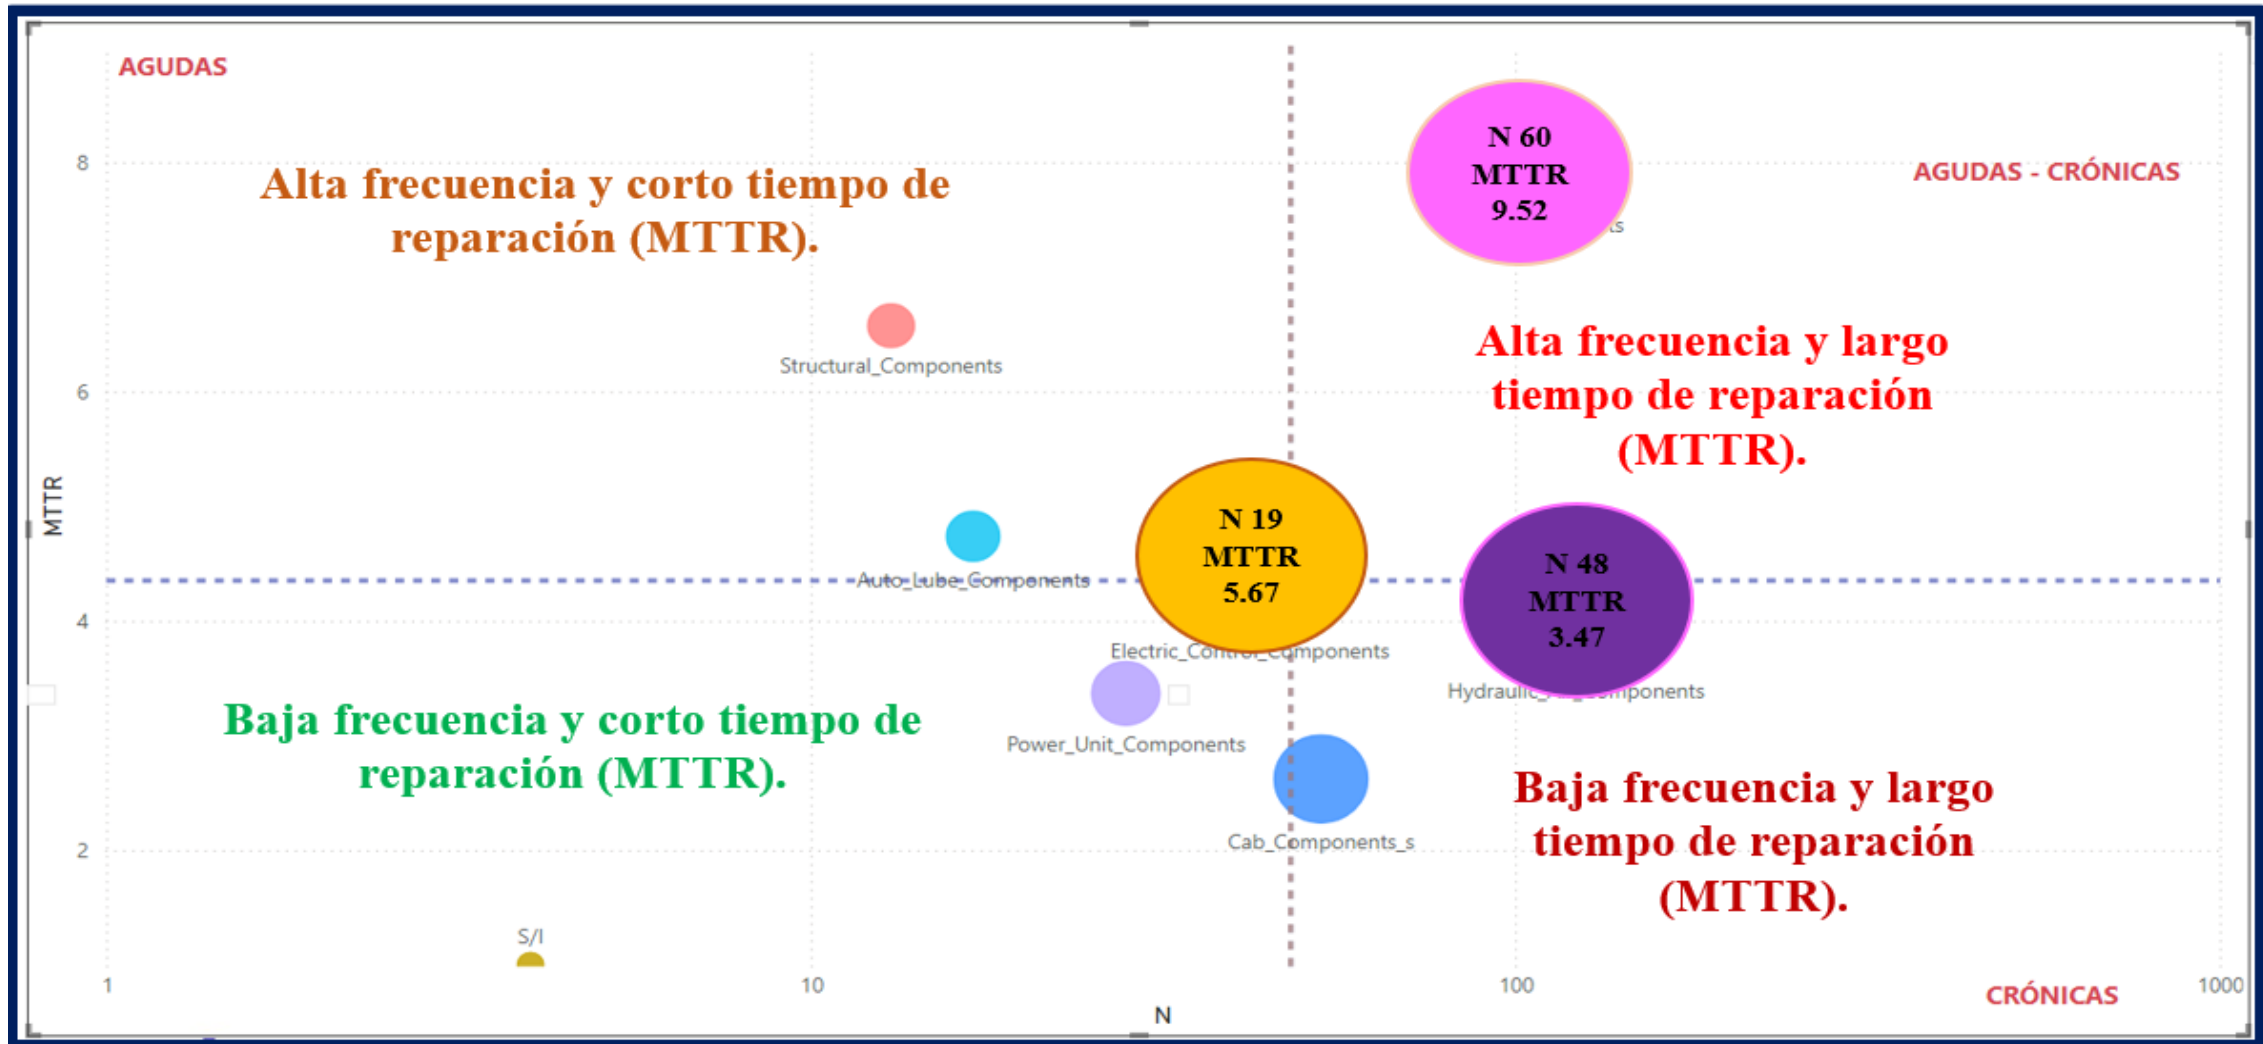 AGUDAS
8
Alta frecuencia y corto tiempo de
reparación (MTTR).
N 60
MTTR
9.52
ts
AGUDAS - CRÓNICAS
Structural_Components
6
Alta frecuencia y largo
tiempo de reparación
(MTTR).
MTTR
Auto_Lube_Components
N 19
MTTR
5.67
N 48
MTTR
3.47
4
Electric_Control_Components
Power_Unit_Components
Baja frecuencia y corto tiempo de
reparación (MTTR).
Cab_Components_s
Baja frecuencia y largo
tiempo de reparación
(MTTR).
2
S/I
1
10
100
1000
N
CRÓNICAS